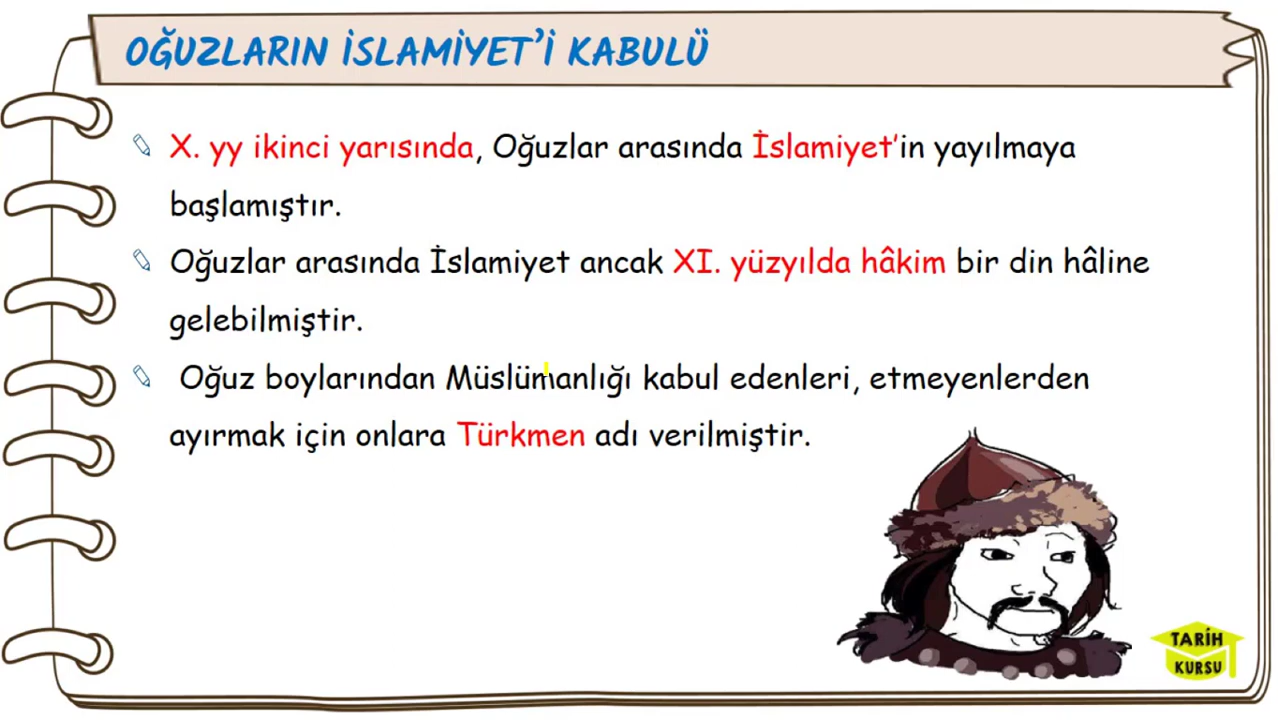 OĞUZLARIN İSLAMİYET'İ KABULÜ
X. yy ikinci yarısında, Oğuzlar arasında İslamiyet'in yayılmaya
başlamıştır.
Oğuzlar arasında İslamiyet ancak XI. yüzyılda hâkim bir din hâline
gelebilmiştir.
Oğuz boylarından Müslümanlığı kabul edenleri, etmeyenlerden
ayırmak için onlara Türkmen adı verilmiştir.
TARİH
KURSU